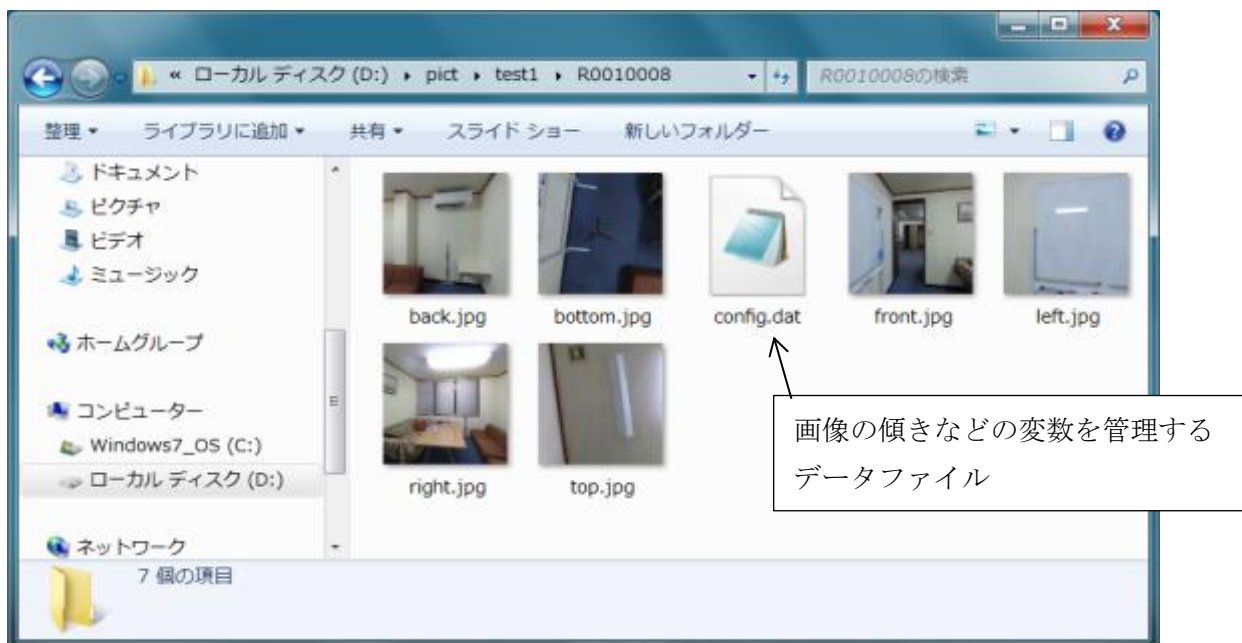 « ローカル ディスク (D:) ▸ pict ▸ test1 ▸ R0010008
R0010008の検索
整理 ライブラリに追加 共有 スライド ショー 新しいフォルダー
ドキュメント
ピクチャ
ビデオ
ミュージック
ホームグループ
コンピューター
Windows7_OS (C:)
ローカル ディスク (D:)
ネットワーク
back.jpg bottom.jpg config.dat front.jpg left.jpg
right.jpg top.jpg
画像の傾きなどの変数を管理する
データファイル
7 個の項目